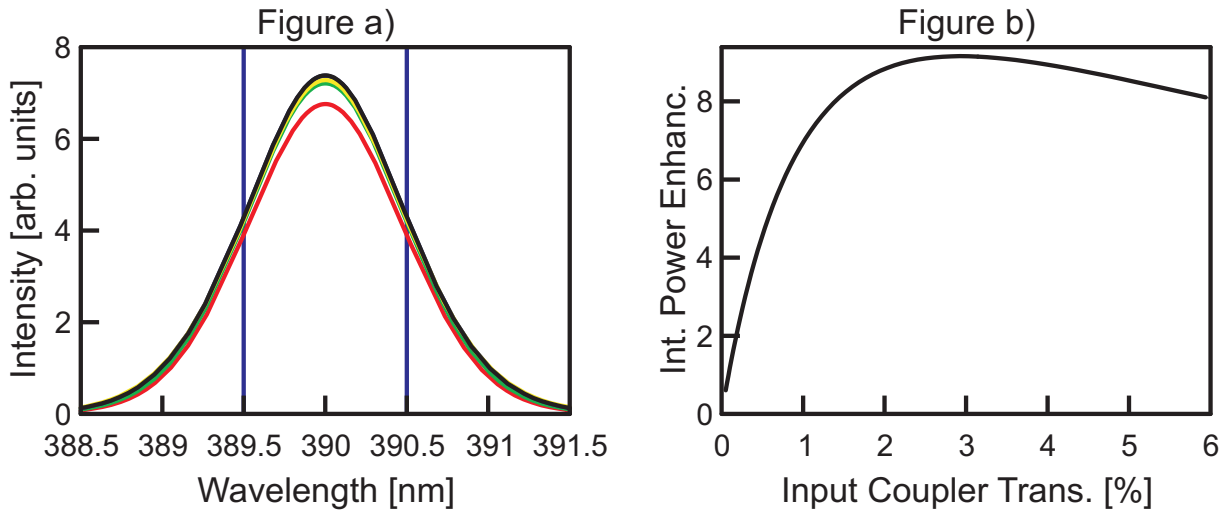 Figure a)
Intensity [arb. units]
8
6
4
2
0
388.5 389 389.5 390 390.5 391 391.5
Wavelength [nm]
Figure b)
Int. Power Enhanc.
8
6
4
2
0
0 1 2 3 4 5 6
Input Coupler Trans. [%]